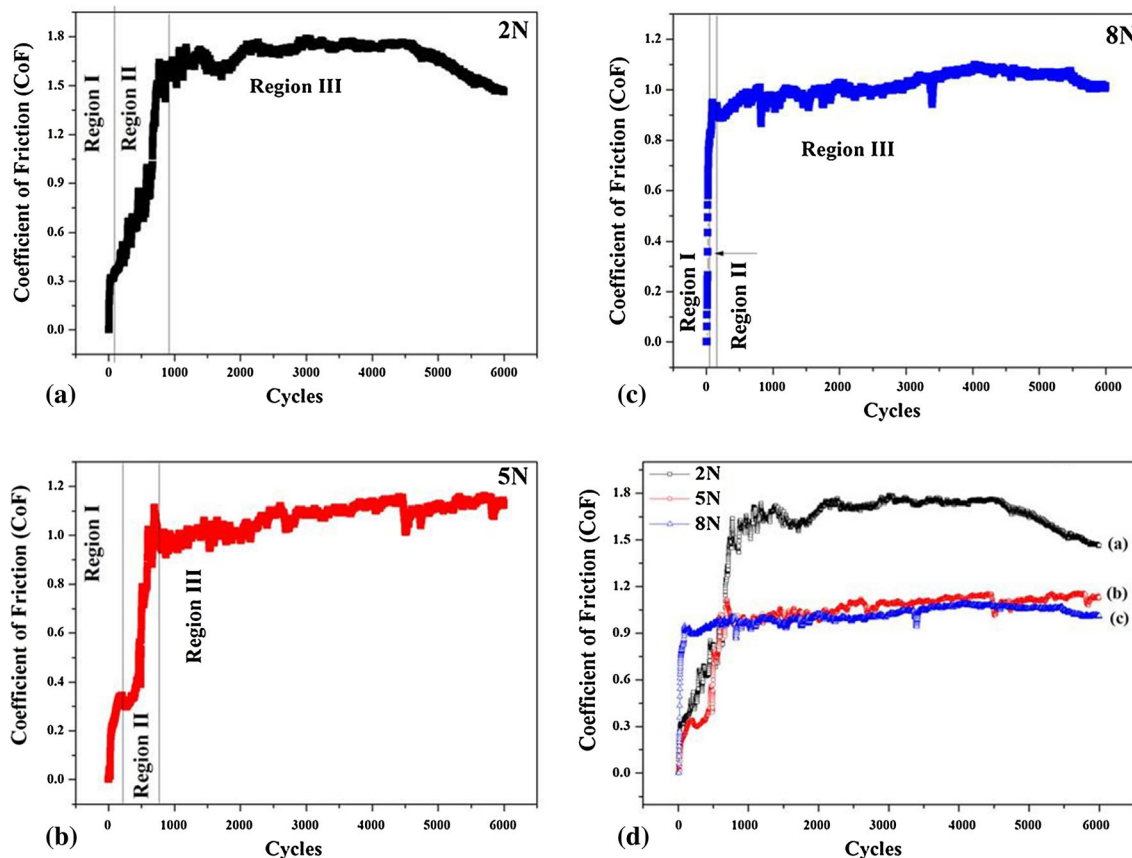 2N
Coefficient of Friction (CoF)
1.8
1.5
1.2
0.9
0.6
0.3
0.0
Region I
Region II
Region III
0 1000 2000 3000 4000 5000 6000
(a)
Cycles
8N
Coefficient of Friction (CoF)
1.2
1.0
0.8
0.6
0.4
0.2
0.0
Region I
Region II
Region III
0 1000 2000 3000 4000 5000 6000
(c)
Cycles
5N
Coefficient of Friction (CoF)
1.2
1.0
0.8
0.6
0.4
0.2
0.0
Region I
Region II
Region III
0 1000 2000 3000 4000 5000 6000
(b)
Cycles
2N
5N
8N
Coefficient of Friction (CoF)
1.8
1.5
1.2
0.9
0.6
0.3
0.0
(a)
(b)
(c)
0 1000 2000 3000 4000 5000 6000
(d)
Cycles